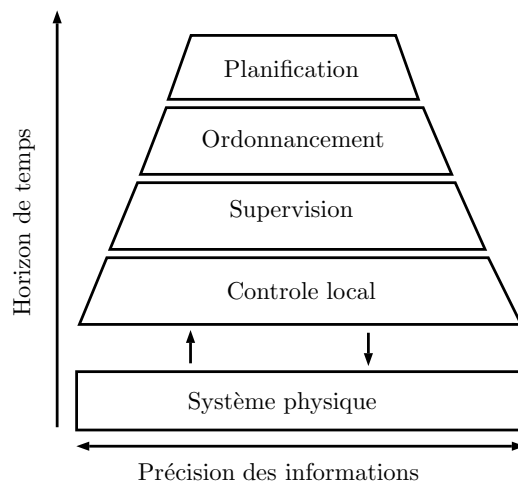 Planification
Ordonnancement
Supervision
Controle local
Système physique
Horizon de temps
Précision des informations